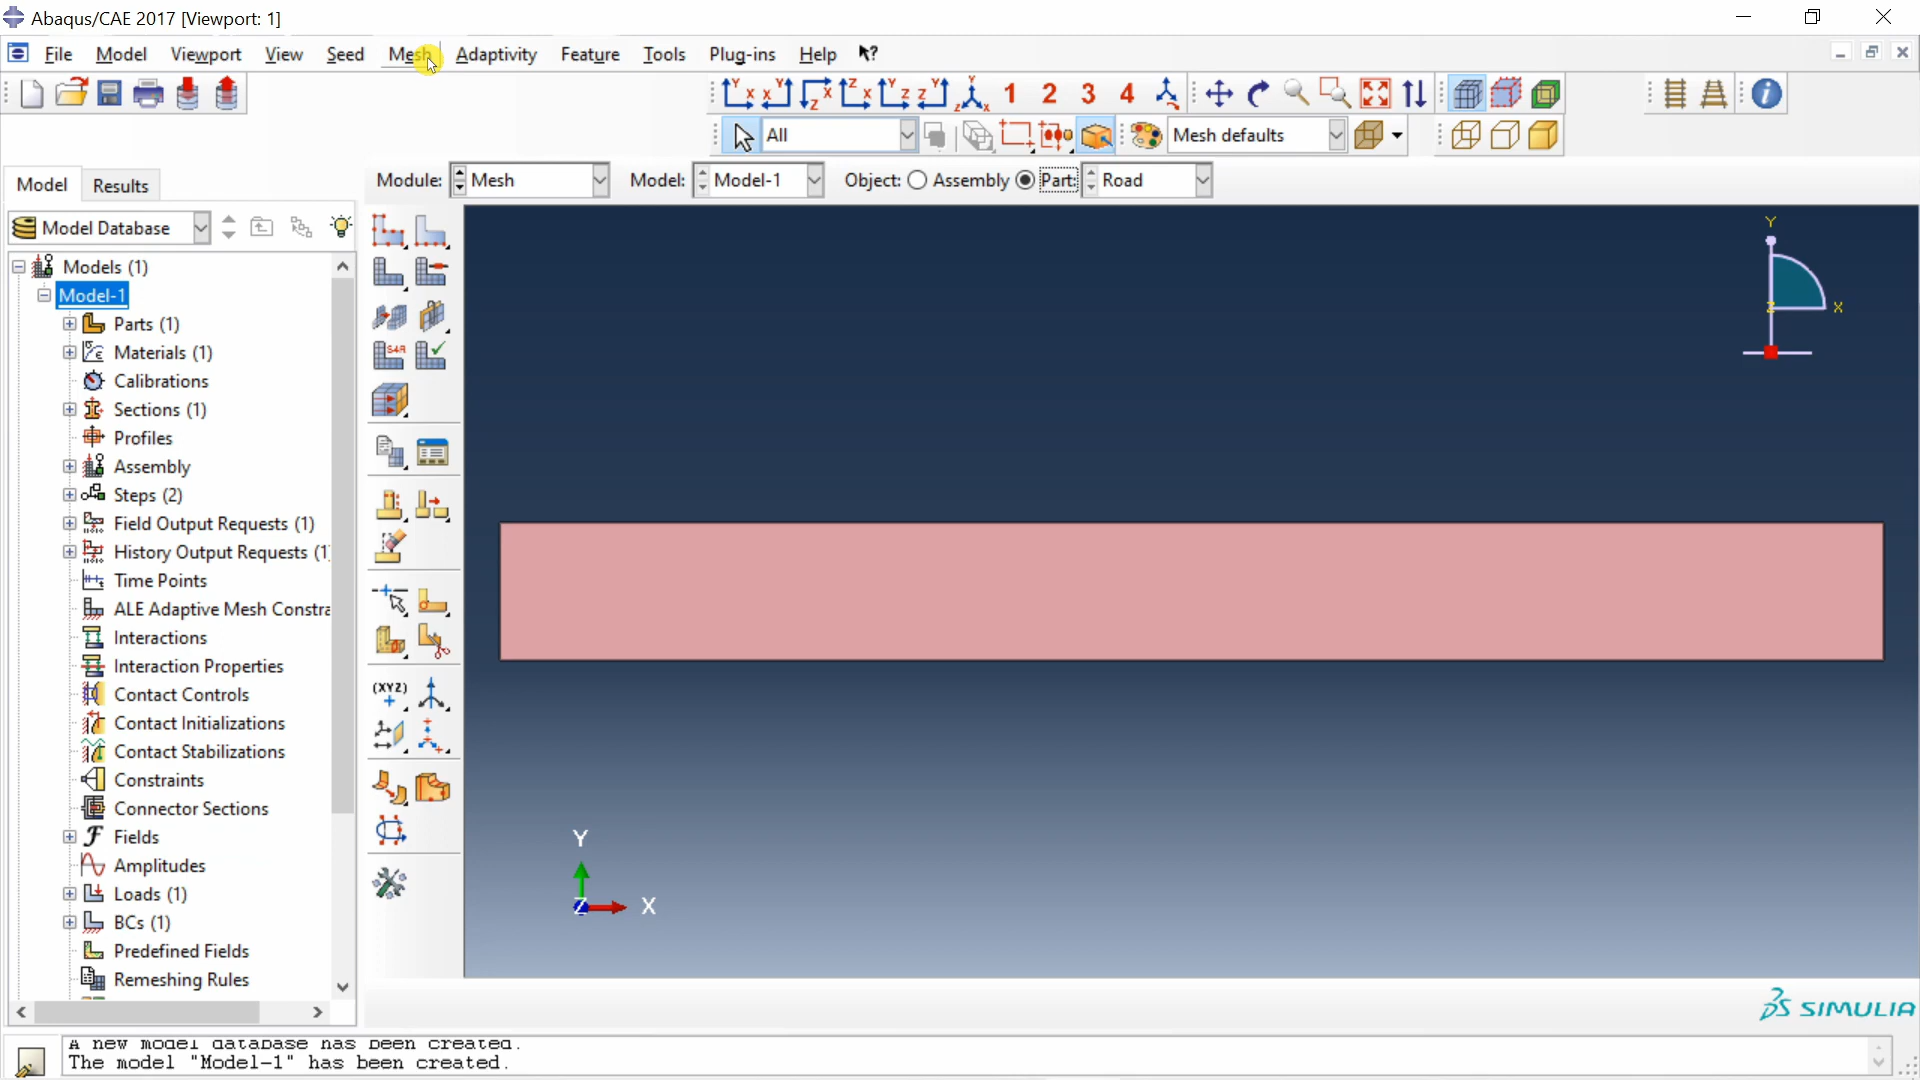 Abaqus/CAE 2017 [Viewport: 1]
File Model Viewport View Seed Mesh Adaptivity Feature Tools Plug-ins Help
1 2 3 4
All Mesh defaults
Model Results
Module: Mesh Model: Model-1 Object: Assembly Part: Road
Model Database
Models (1)
Model-1
Parts (1)
Materials (1)
Calibrations
Sections (1)
Profiles
Assembly
Steps (2)
Field Output Requests (1)
History Output Requests (1)
Time Points
ALE Adaptive Mesh Constra
Interactions
Interaction Properties
Contact Controls
Contact Initializations
Contact Stabilizations
Constraints
Connector Sections
Fields
Amplitudes
Loads (1)
BCs (1)
Predefined Fields
Remeshing Rules
S4R
(XYZ)
Y
X
Z
Y
X
Z
SIMULIA
A new model database has been created.
The model "Model-1" has been created.